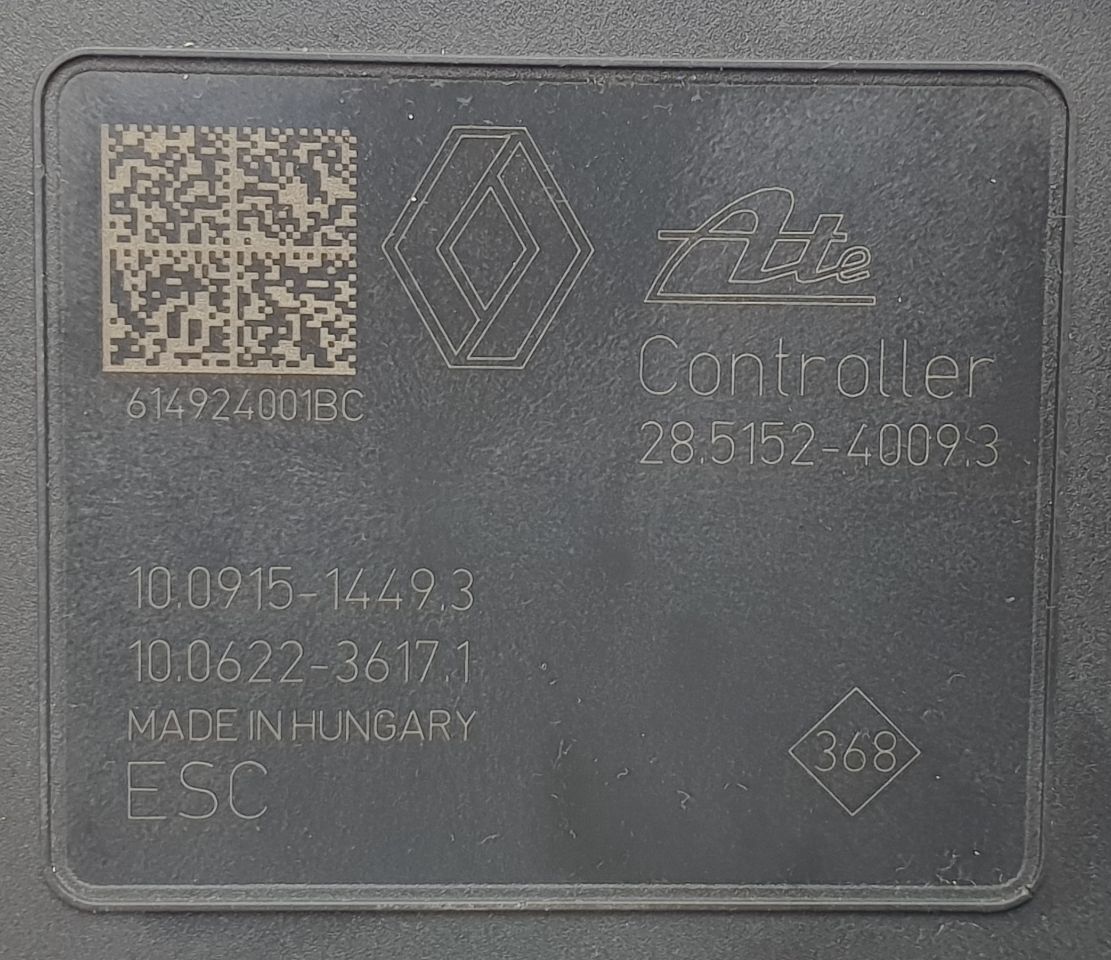 Ate
Controller
28.5152-4009.3
614924001BC
10.0915-1449.3
10.0622-3617.1
MADE IN HUNGARY
ESC
368